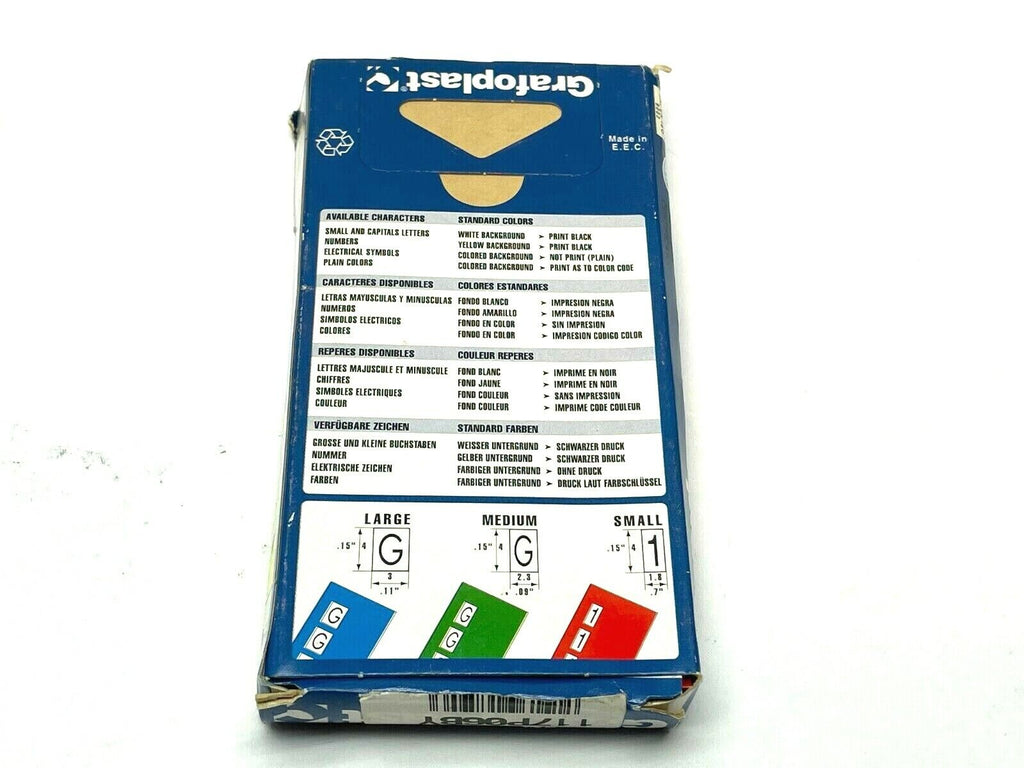 Grafoplast®
Made in
E.E.C.
AVAILABLE CHARACTERS STANDARD COLORS
SMALL AND CAPITALS LETTERS WHITE BACKGROUND ➤ PRINT BLACK
NUMBERS YELLOW BACKGROUND ➤ PRINT BLACK
ELECTRICAL SYMBOLS COLORED BACKGROUND ➤ NOT PRINT (PLAIN)
PLAIN COLORS COLORED BACKGROUND ➤ PRINT AS TO COLOR CODE
CARACTERES DISPONIBLES COLORES ESTANDARES
LETRAS MAYUSCULAS Y MINUSCULAS FONDO BLANCO ➤ IMPRESION NEGRA
NUMEROS FONDO AMARILLO ➤ IMPRESION NEGRA
SIMBOLOS ELECTRICOS FONDO EN COLOR ➤ SIN IMPRESION
COLORES FONDO EN COLOR ➤ IMPRESION CODIGO COLOR
REPERES DISPONIBLES COULEUR REPERES
LETTRES MAJUSCULE ET MINUSCULE FOND BLANC ➤ IMPRIME EN NOIR
CHIFFRES FOND JAUNE ➤ IMPRIME EN NOIR
SIMBOLES ELECTRIQUES FOND COULEUR ➤ SANS IMPRESSION
COULEUR FOND COULEUR ➤ IMPRIME CODE COULEUR
VERFÜGBARE ZEICHEN STANDARD FARBEN
GROSSE UND KLEINE BUCHSTABEN WEISSER UNTERGRUND ➤ SCHWARZER DRUCK
NUMMER GELBER UNTERGRUND ➤ SCHWARZER DRUCK
ELEKTRISCHE ZEICHEN FARBIGER UNTERGRUND ➤ OHNE DRUCK
FARBEN FARBIGER UNTERGRUND ➤ DRUCK LAUT FARBSCHLÜSSEL
LARGE MEDIUM SMALL
.15" 4 G .15" 4 G .15" 4 1
3 2.3 1.8
.11" .09" .7"
G G 1
G G 1